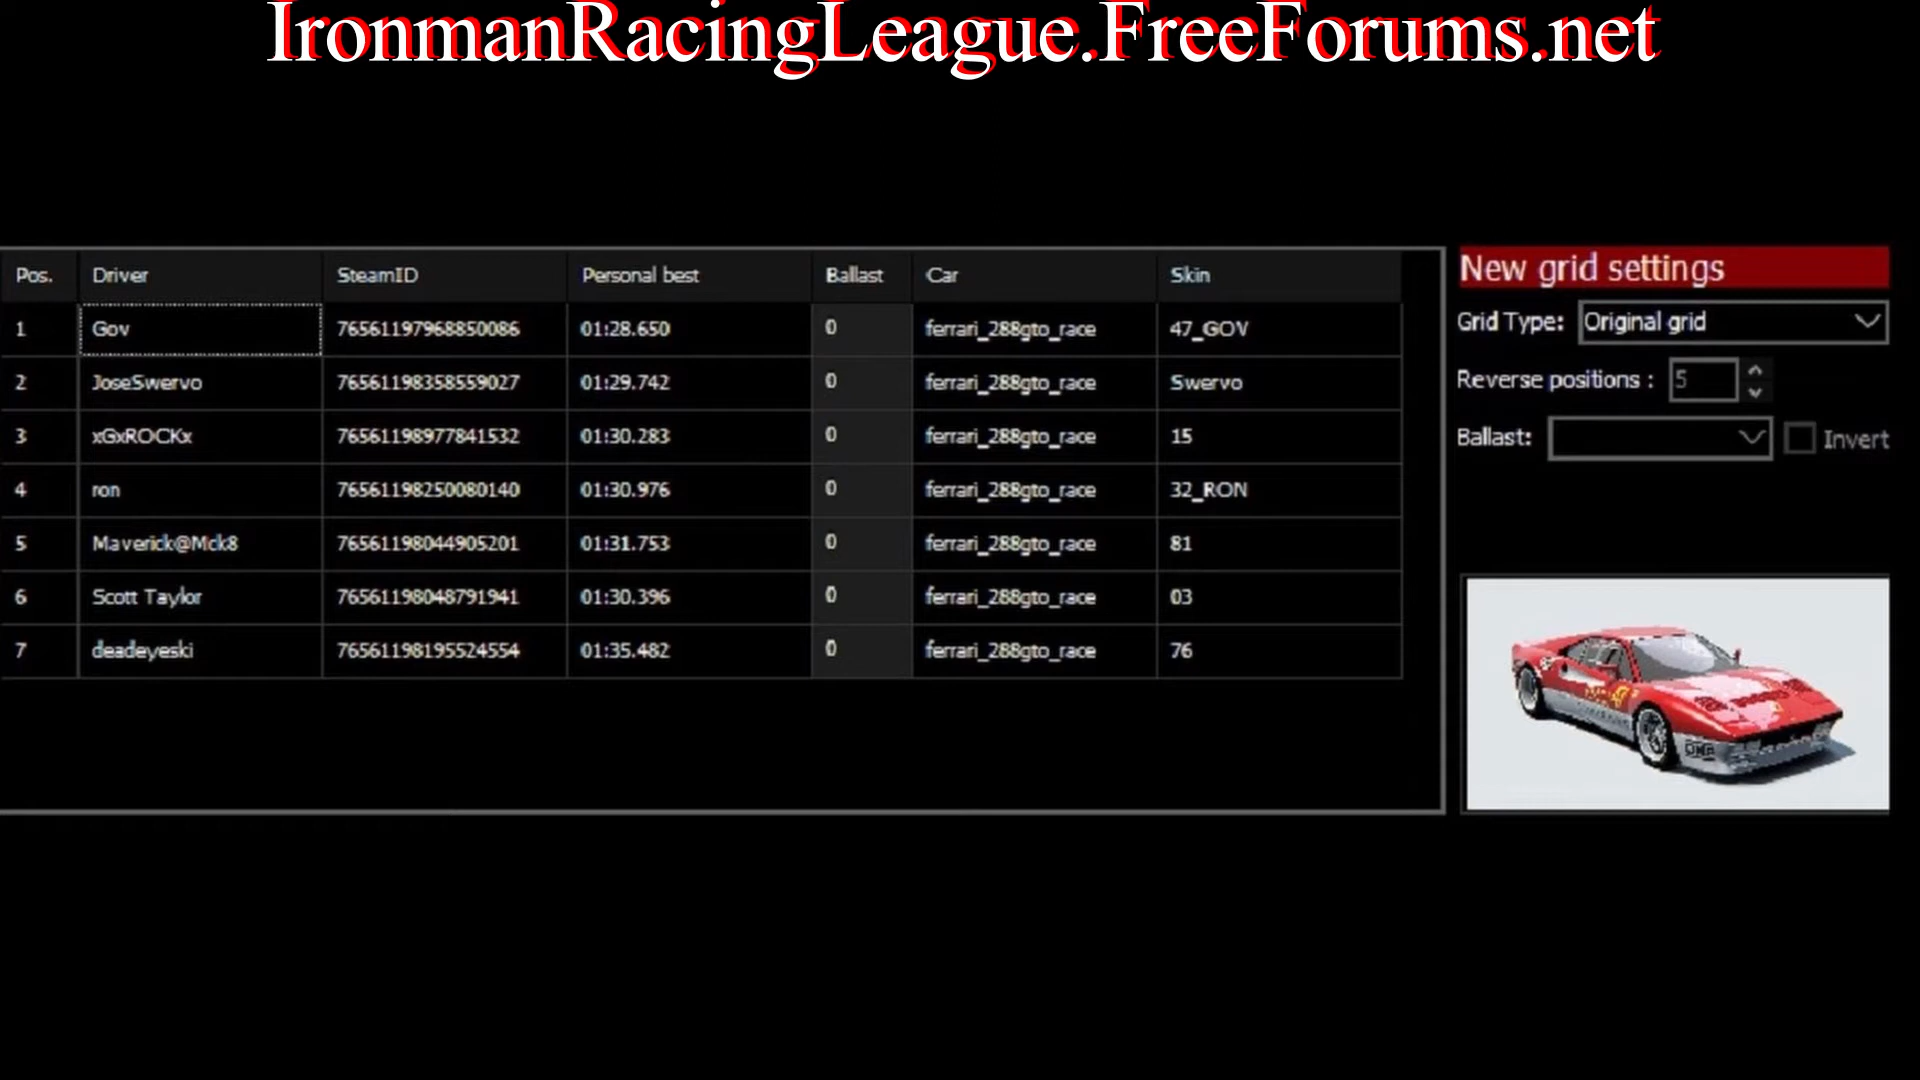 IronmanRacingLeague.FreeForums.net
Pos. Driver SteamID Personal best Ballast Car Skin
1 Gov 76561197968850086 01:28.650 0 ferrari_288gto_race 47_GOV
2 JoseSwervo 76561198358559027 01:29.742 0 ferrari_288gto_race Swervo
3 xGxROCKx 76561198977841532 01:30.283 0 ferrari_288gto_race 15
4 ron 76561198250080140 01:30.976 0 ferrari_288gto_race 32_RON
5 Maverick@Mck8 76561198044905201 01:31.753 0 ferrari_288gto_race 81
6 Scott Taylor 76561198048791941 01:30.396 0 ferrari_288gto_race 03
7 deadeyeski 76561198195524554 01:35.482 0 ferrari_288gto_race 76
New grid settings
Grid Type: Original grid
Reverse positions : 5
Ballast: Invert